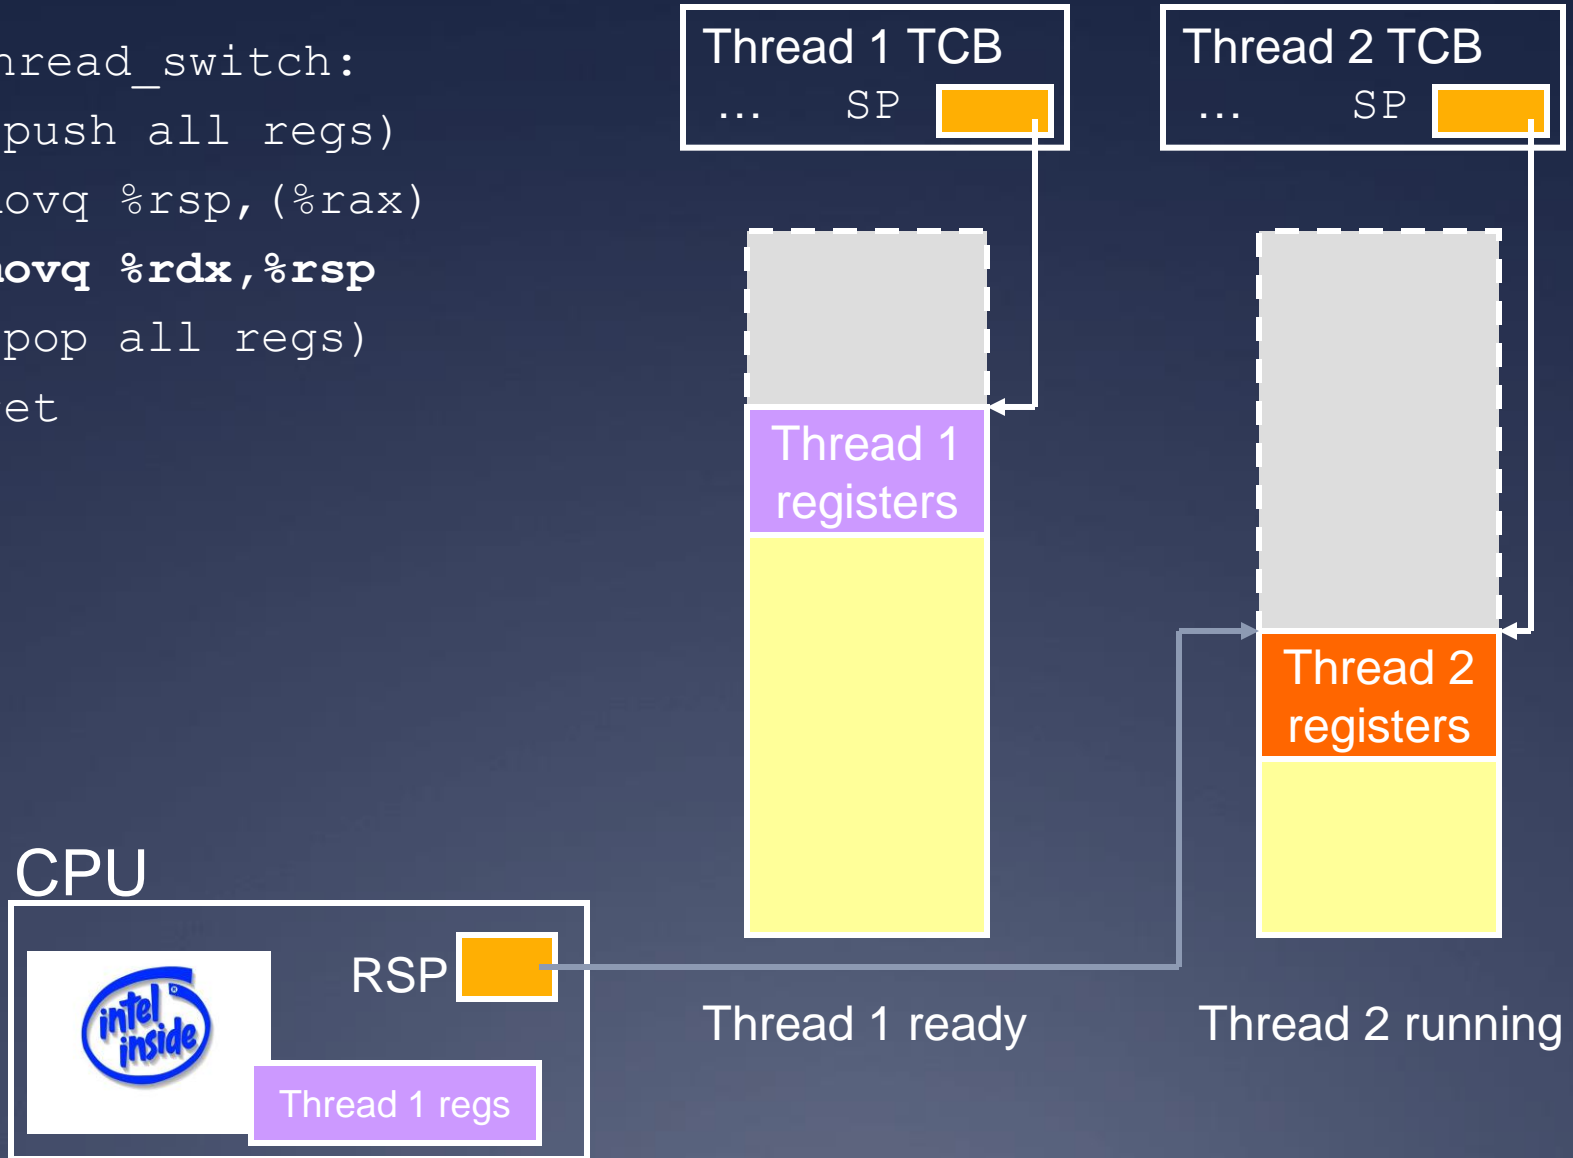 hread_switch:
push all regs)
ovq %rsp,(%rax)
ovq %rdx,%rsp
pop all regs)
et
Thread 1 TCB
... SP
Thread 2 TCB
... SP
Thread 1
registers
Thread 2
registers
CPU
RSP
intel
inside
Thread 1 regs
Thread 1 ready
Thread 2 running